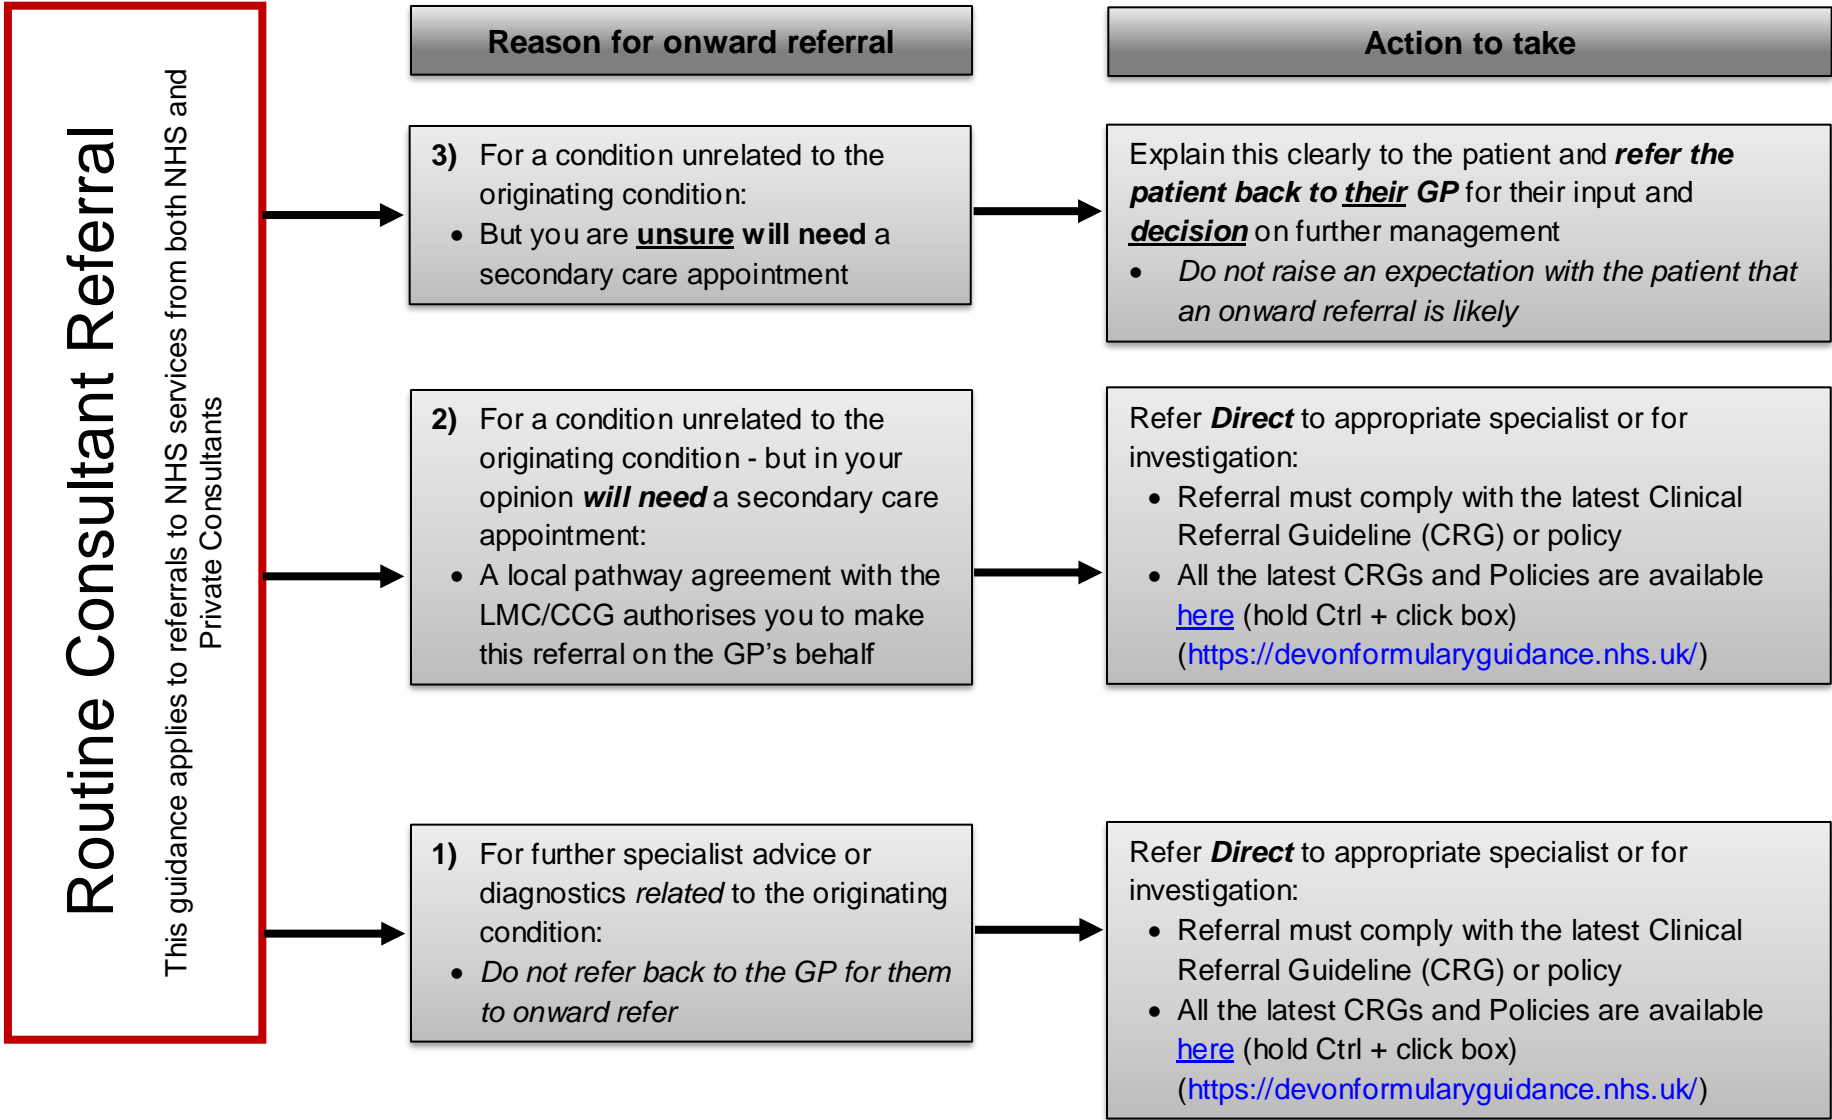 Routine Consultant Referral
This guidance applies to referrals to NHS services from both NHS and
Private Consultants
Reason for onward referral
Action to take
3) For a condition unrelated to the
originating condition:
• But you are unsure will need a
secondary care appointment
Explain this clearly to the patient and refer the
patient back to their GP for their input and
decision on further management
• Do not raise an expectation with the patient that
an onward referral is likely
2) For a condition unrelated to the
originating condition - but in your
opinion will need a secondary care
appointment:
• A local pathway agreement with the
LMC/CCG authorises you to make
this referral on the GP’s behalf
Refer Direct to appropriate specialist or for
investigation:
• Referral must comply with the latest Clinical
Referral Guideline (CRG) or policy
• All the latest CRGs and Policies are available
here (hold Ctrl + click box)
(https://devonformularyguidance.nhs.uk/)
1) For further specialist advice or
diagnostics related to the originating
condition:
• Do not refer back to the GP for them
to onward refer
Refer Direct to appropriate specialist or for
investigation:
• Referral must comply with the latest Clinical
Referral Guideline (CRG) or policy
• All the latest CRGs and Policies are available
here (hold Ctrl + click box)
(https://devonformularyguidance.nhs.uk/)